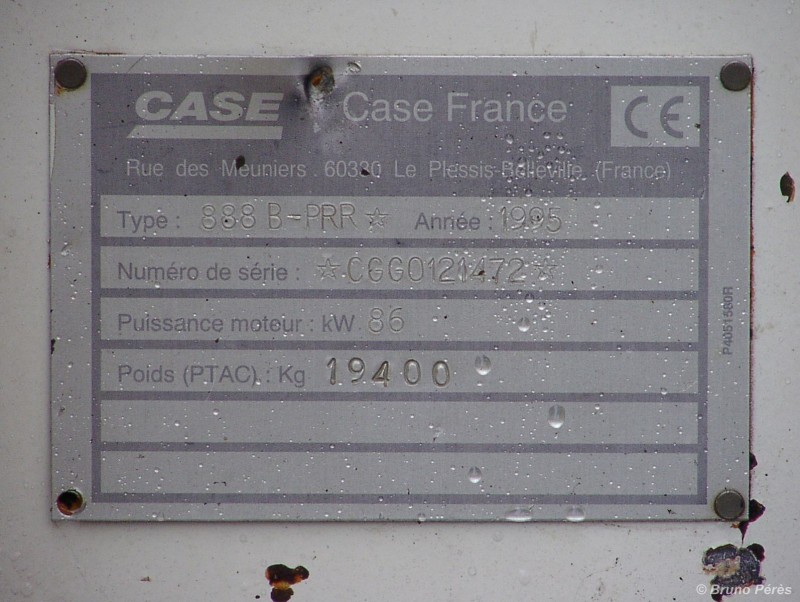 CASE Case France CE
Rue des Meuniers . 60330 Le Plessis-Belleville (France)
Type : 888 B-PRR ☆ Année : 1995
Numéro de série : ☆CGG0121472☆
Puissance moteur : kW 86
Poids (PTAC) : Kg 19400
P4051560R
© Bruno Pérès